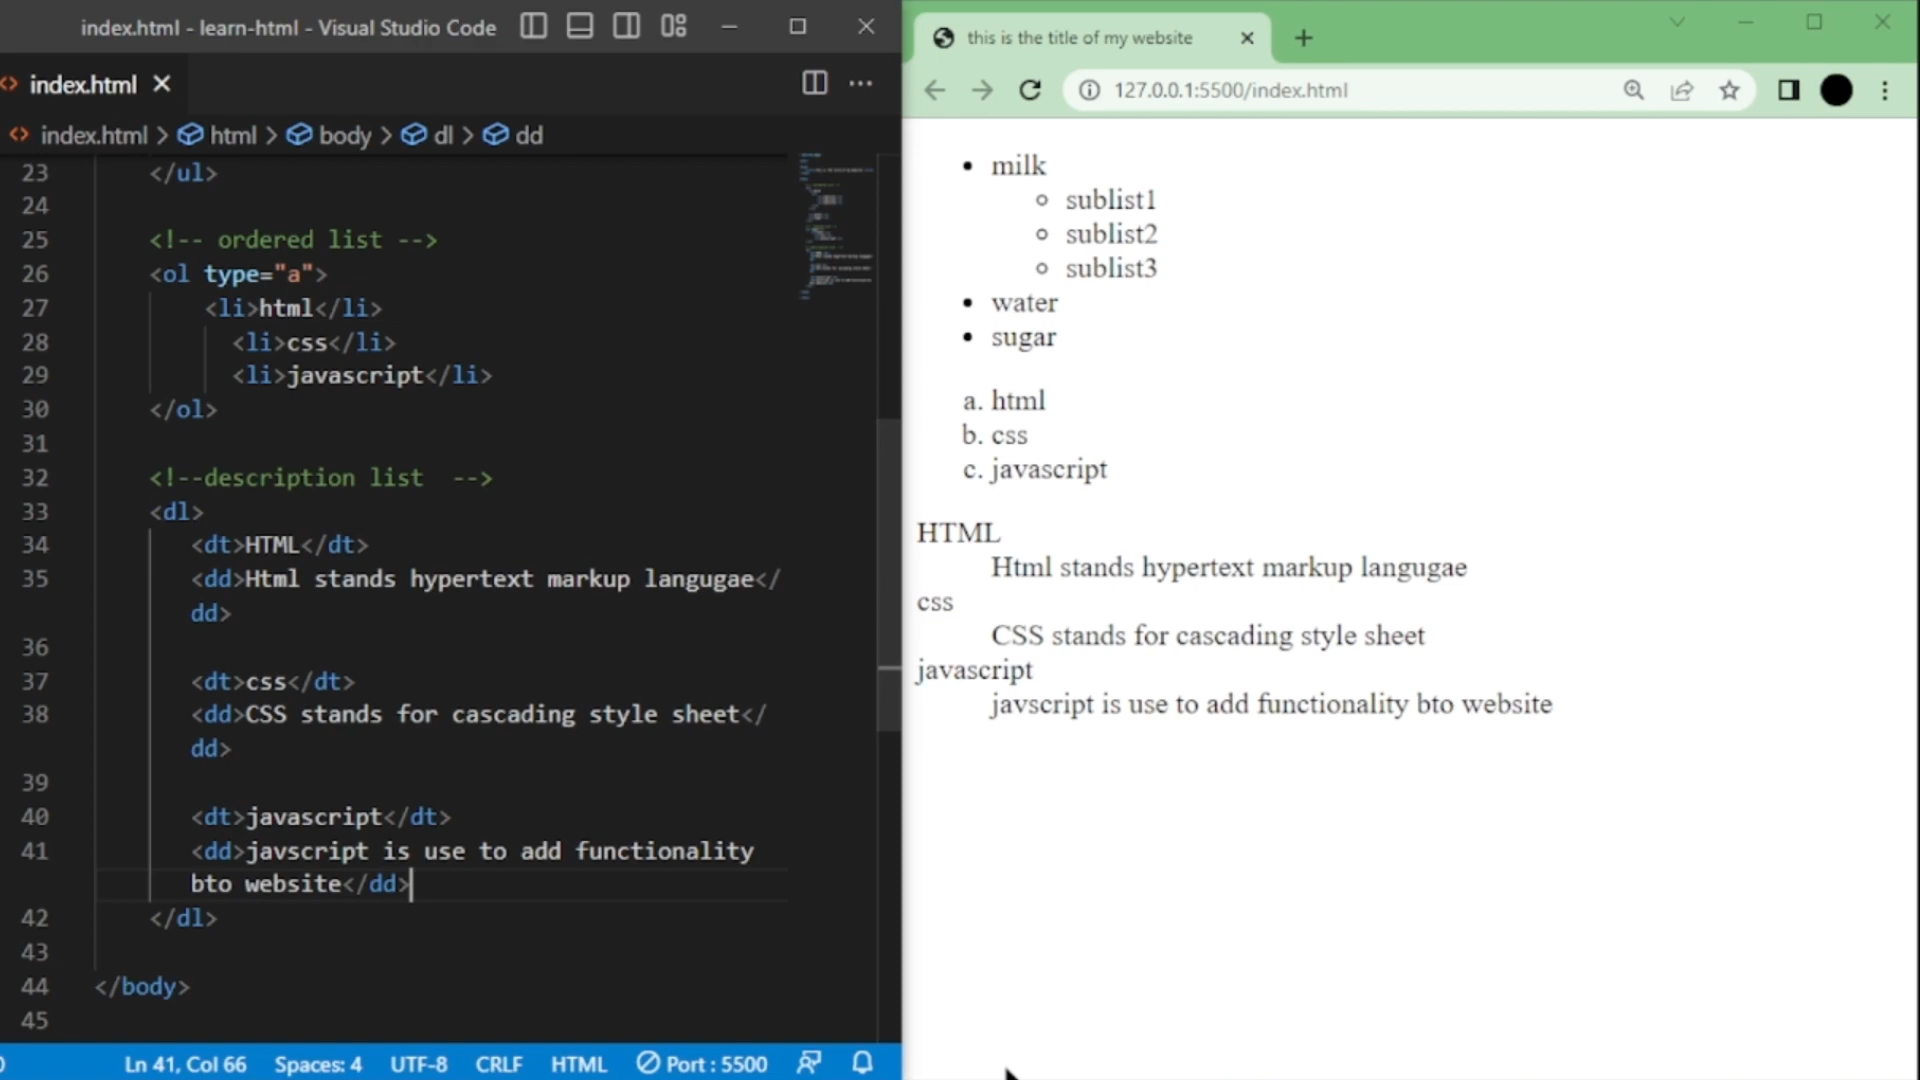 index.html - learn-html - Visual Studio Code
index.html
index.html > html > body > dl > dd
23 </ul>
24
25 <!-- ordered list -->
26 <ol type="a">
27 <li>html</li>
28 <li>css</li>
29 <li>javascript</li>
30 </ol>
31
32 <!--description list  -->
33 <dl>
34 <dt>HTML</dt>
35 <dd>Html stands hypertext markup langugae</
dd>
36
37 <dt>css</dt>
38 <dd>CSS stands for cascading style sheet</
dd>
39
40 <dt>javascript</dt>
41 <dd>javscript is use to add functionality
bto website</dd>
42 </dl>
43
44 </body>
45
Ln 41, Col 66 Spaces: 4 UTF-8 CRLF HTML Port : 5500
this is the title of my website
127.0.0.1:5500/index.html
• milk
sublist1
sublist2
sublist3
• water
• sugar
a. html
b. css
c. javascript
HTML
Html stands hypertext markup langugae
css
CSS stands for cascading style sheet
javascript
javscript is use to add functionality bto website